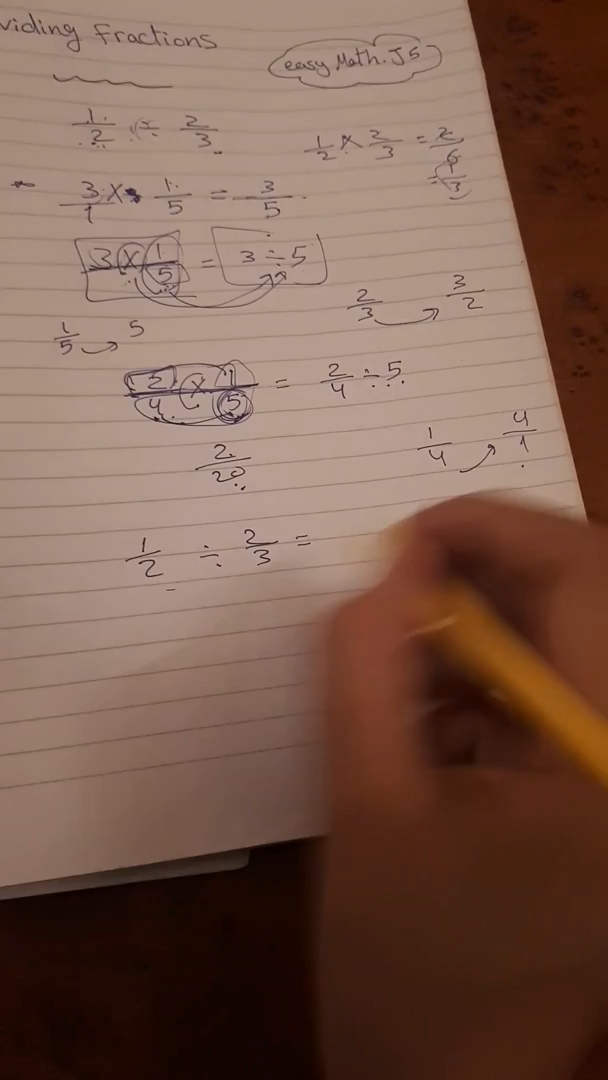 viding Fractions
easy Math.J5
1/2 ÷ 2/3
1/2 × 2/3 = 2/6
= 1/3
3/1 × 1/5 = 3/5
3 × 1/5 = 3 ÷ 5
2/3 → 3/2
1/5 → 5
2/4 × 1/5 = 2/4 ÷ 5
2/20
1/4 → 4/1
1/2 ÷ 2/3 =